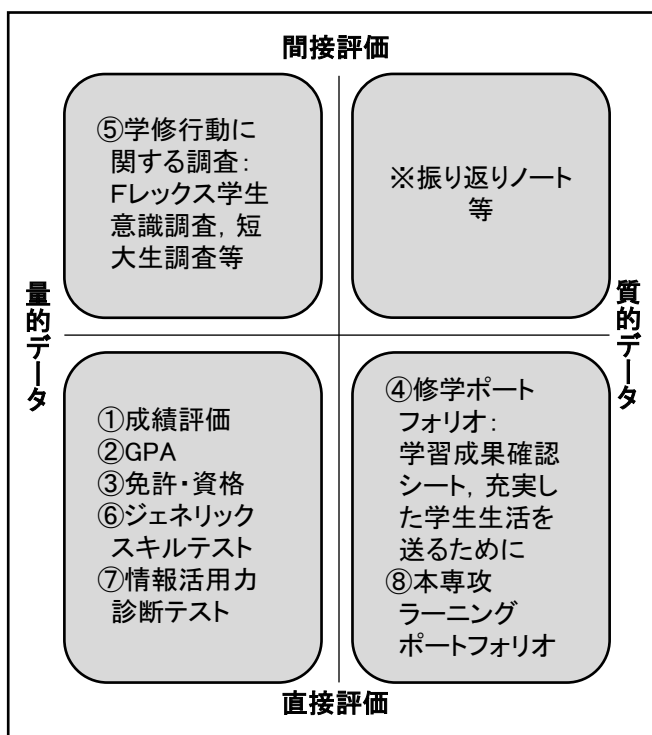 間接評価
⑤学修行動に
関する調査：
Fレックス学生
意識調査，短
大生調査等
※振り返りノート
等
量的データ
質的データ
①成績評価
②GPA
③免許・資格
⑥ジェネリック
スキルテスト
⑦情報活用力
診断テスト
④修学ポート
フォリオ：
学習成果確認
シート，充実し
た学生生活を
送るために
⑧本専攻
ラーニング
ポートフォリオ
直接評価